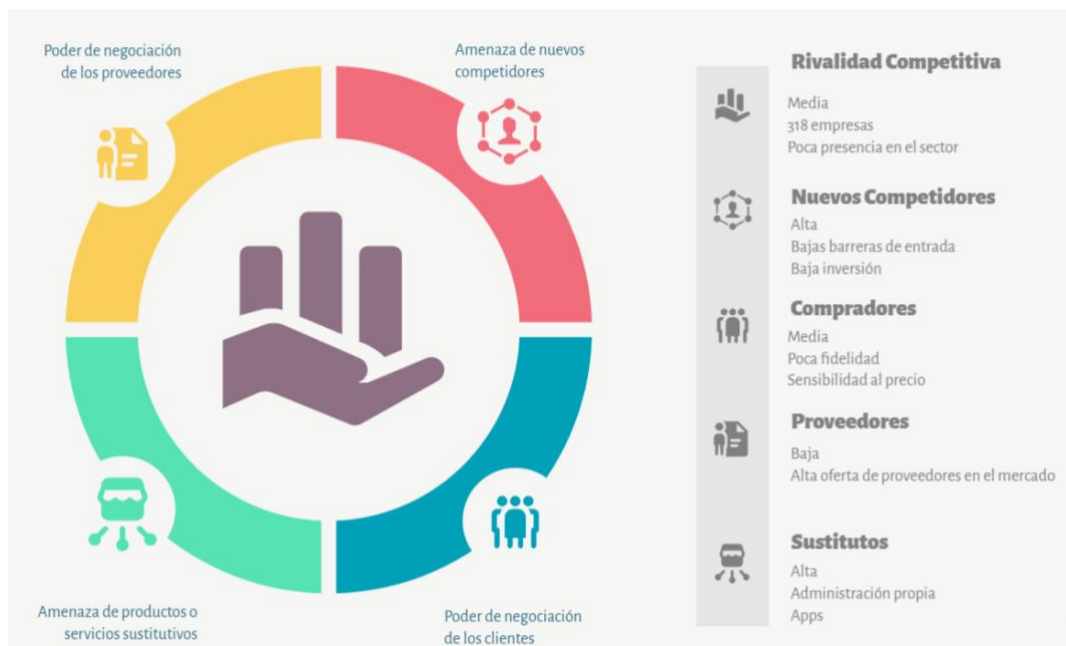 Poder de negociación
de los proveedores
Amenaza de nuevos
competidores
Amenaza de productos o
servicios sustitutivos
Poder de negociación
de los clientes
Rivalidad Competitiva
Media
318 empresas
Poca presencia en el sector
Nuevos Competidores
Alta
Bajas barreras de entrada
Baja inversión
Compradores
Media
Poca fidelidad
Sensibilidad al precio
Proveedores
Baja
Alta oferta de proveedores en el mercado
Sustitutos
Alta
Administración propia
Apps